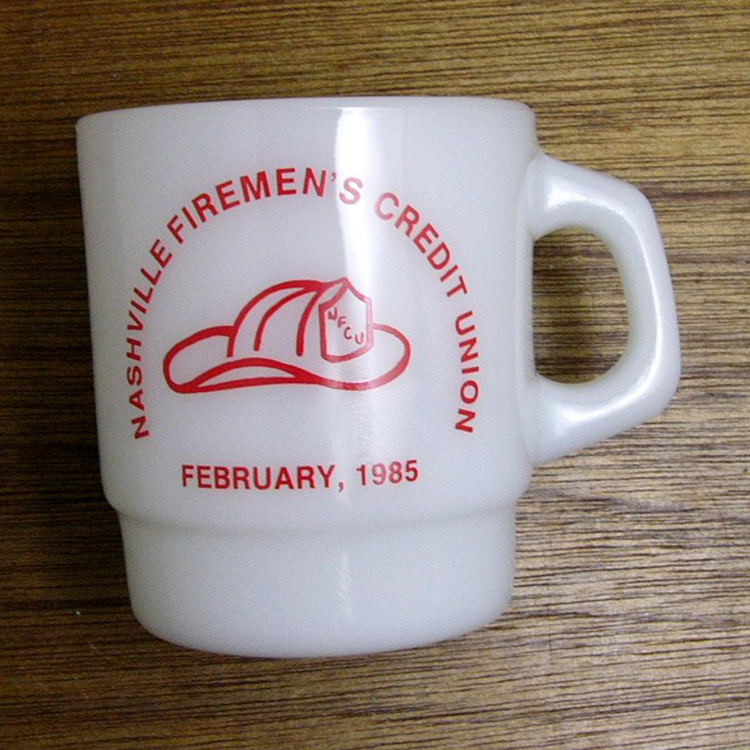 NASHVILLE FIREMEN'S CREDIT UNION
NFCU
FEBRUARY, 1985